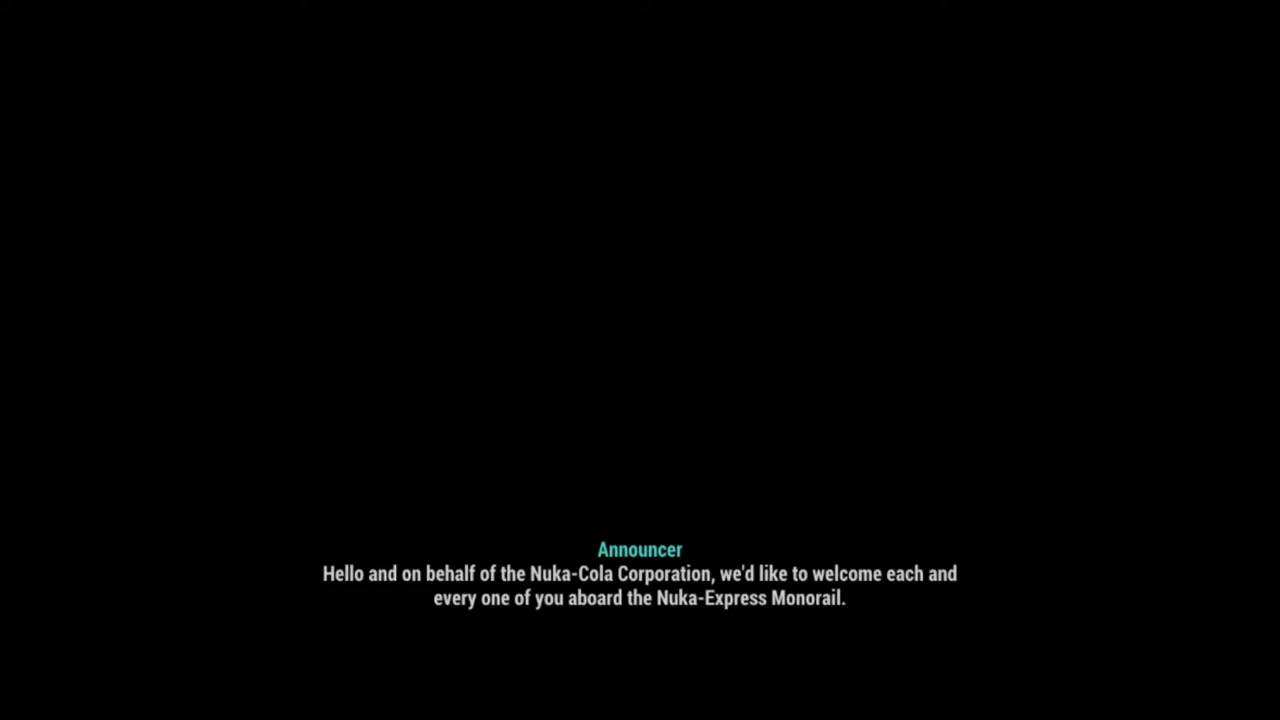 Announcer
Hello and on behalf of the Nuka-Cola Corporation, we'd like to welcome each and
every one of you aboard the Nuka-Express Monorail.